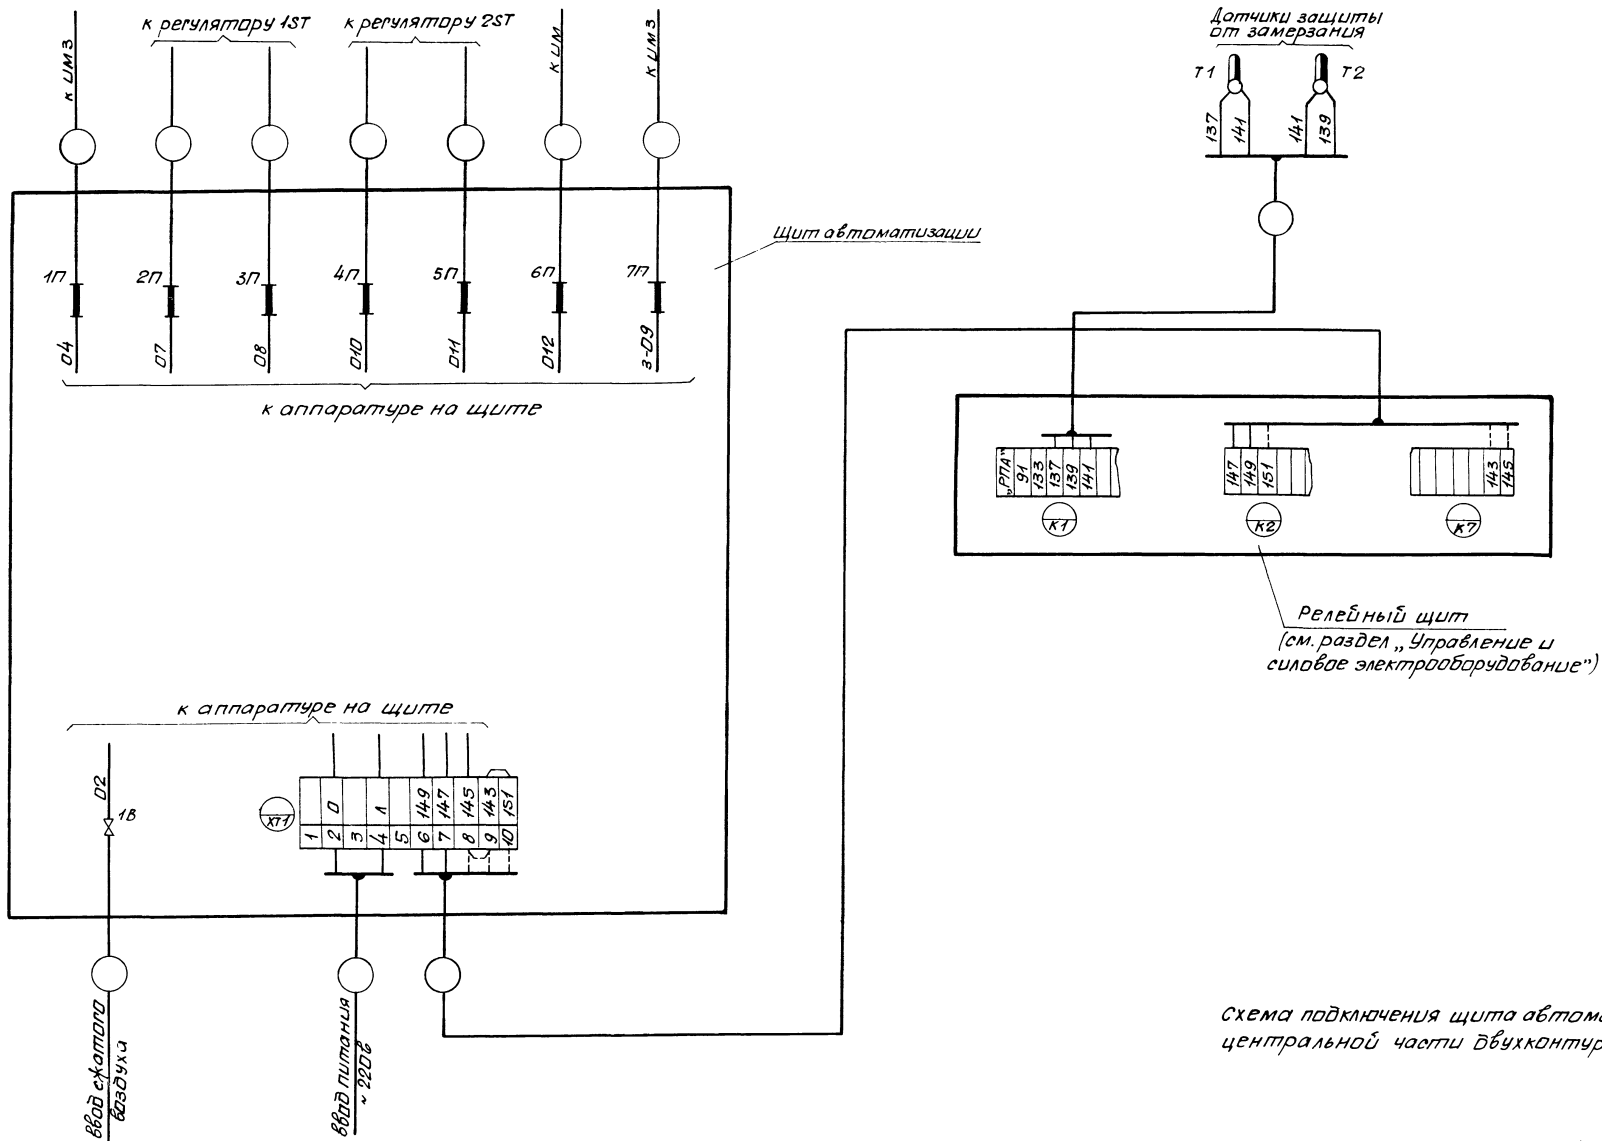 к ИМ3
к регулятору 1ST
к регулятору 2ST
к ИМ
к ИМ3
Датчики защиты
от замерзания
Т1
Т2
137
141
141
139
Щит автоматизации
1П
2П
3П
4П
5П
6П
7П
04
07
08
010
011
012
3-09
к аппаратуре на щите
„РПА"
91
133
137
139
141
147
149
151
143
145
К1
К2
К7
Релейный щит
(см. раздел „Управление и
силовое электрооборудование")
к аппаратуре на щите
02
1В
ХТ1
0
Л
149
147
145
143
151
1
2
3
4
5
6
7
8
9
10
ввод сжатого
воздуха
ввод питания
~ 220в
Схема подключения щита автома
центральной части двухконтур